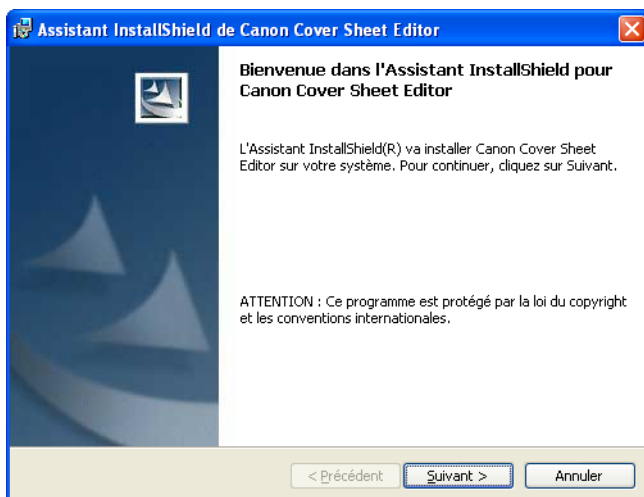 Assistant InstallShield de Canon Cover Sheet Editor
Bienvenue dans l'Assistant InstallShield pour
Canon Cover Sheet Editor
L'Assistant InstallShield(R) va installer Canon Cover Sheet
Editor sur votre système. Pour continuer, cliquez sur Suivant.
ATTENTION : Ce programme est protégé par la loi du copyright
et les conventions internationales.
< Précédent
Suivant >
Annuler